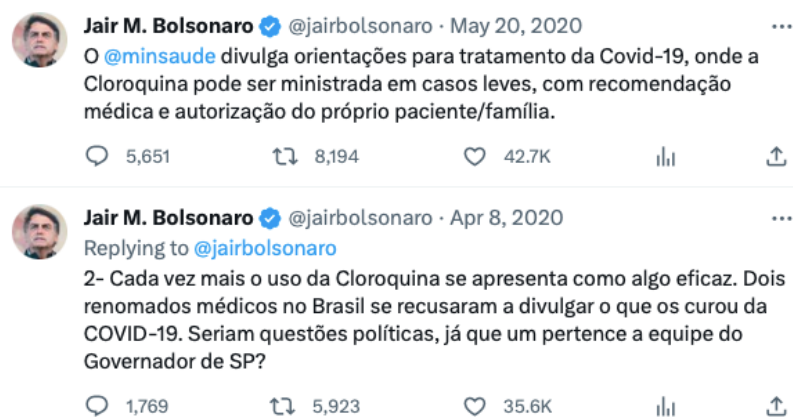 Jair M. Bolsonaro @jairbolsonaro · May 20, 2020
O @minsaude divulga orientações para tratamento da Covid-19, onde a
Cloroquina pode ser ministrada em casos leves, com recomendação
médica e autorização do próprio paciente/família.
5,651 8,194 42.7K
Jair M. Bolsonaro @jairbolsonaro · Apr 8, 2020
Replying to @jairbolsonaro
2- Cada vez mais o uso da Cloroquina se apresenta como algo eficaz. Dois
renomados médicos no Brasil se recusaram a divulgar o que os curou da
COVID-19. Seriam questões políticas, já que um pertence a equipe do
Governador de SP?
1,769 5,923 35.6K